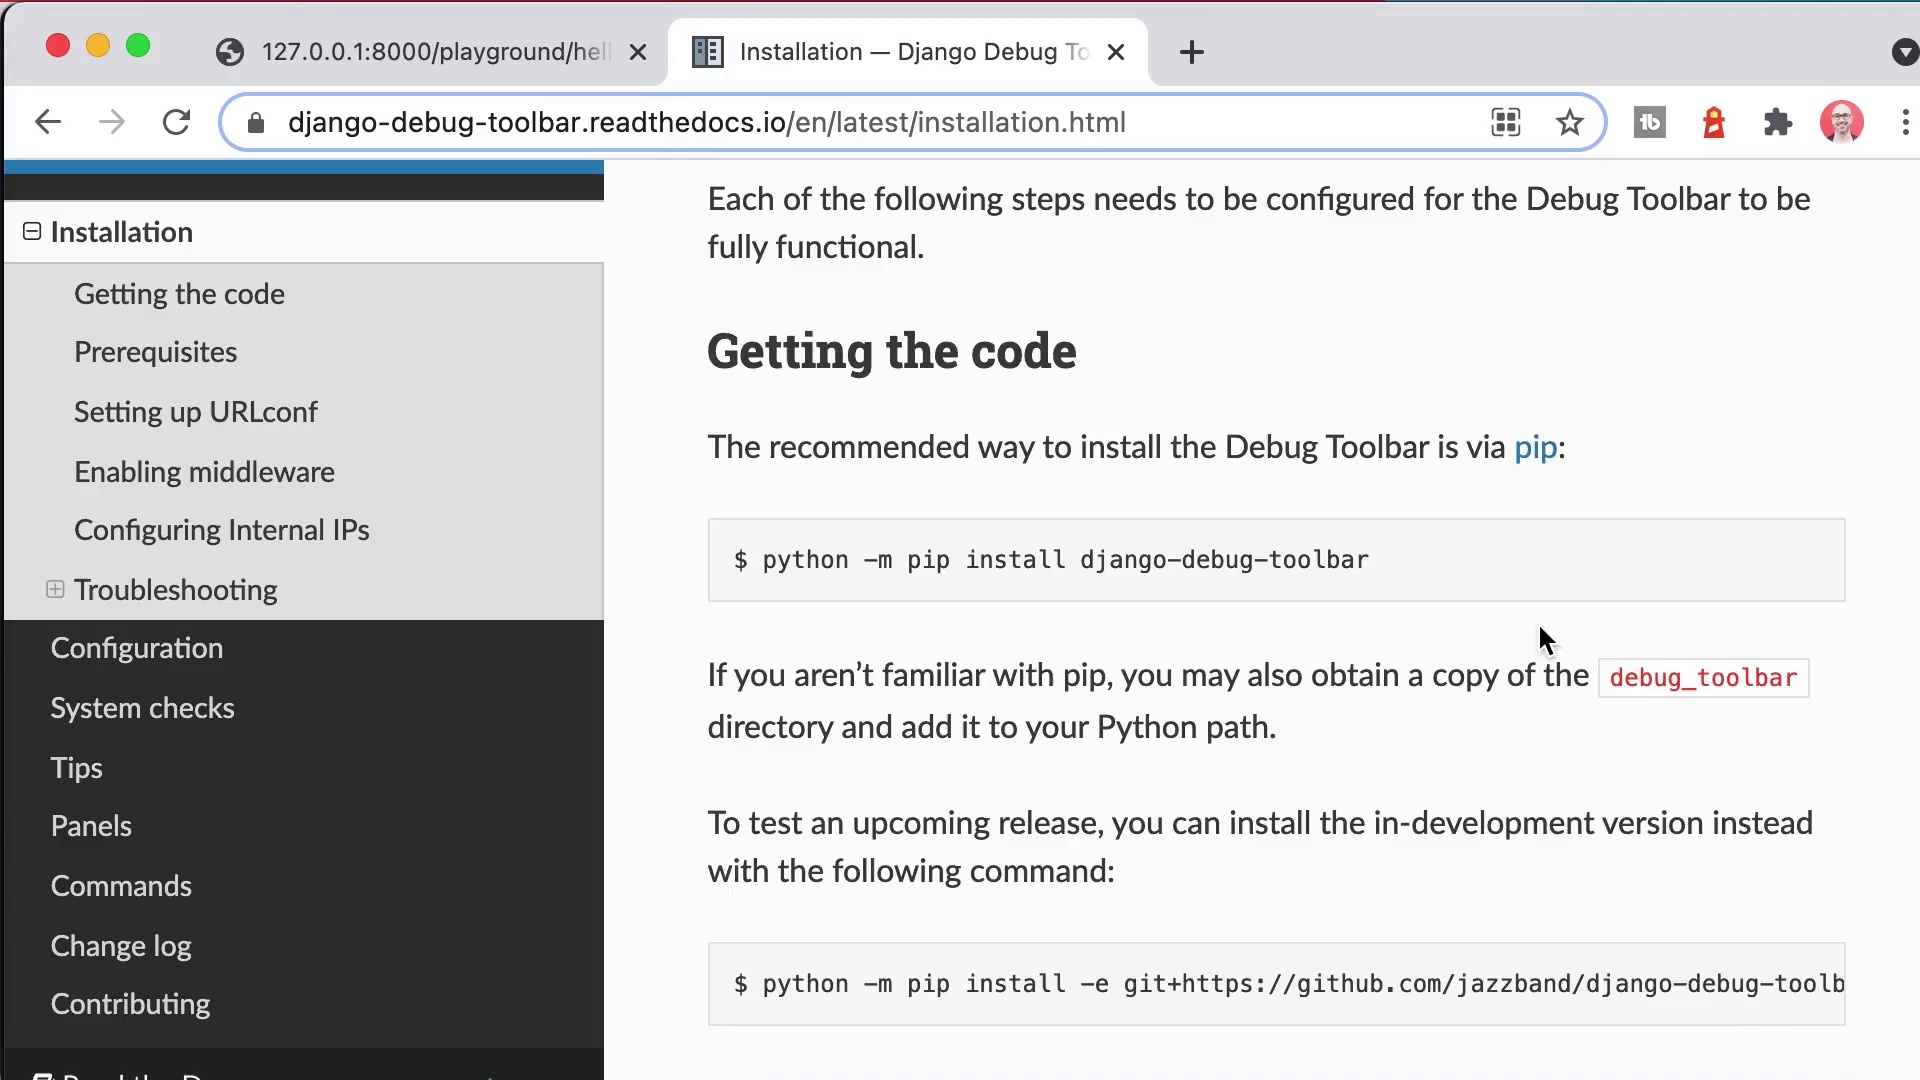 127.0.0.1:8000/playground/hell
Installation — Django Debug To
django-debug-toolbar.readthedocs.io/en/latest/installation.html
Installation
Getting the code
Prerequisites
Setting up URLconf
Enabling middleware
Configuring Internal IPs
Troubleshooting
Configuration
System checks
Tips
Panels
Commands
Change log
Contributing
Each of the following steps needs to be configured for the Debug Toolbar to be
fully functional.
Getting the code
The recommended way to install the Debug Toolbar is via pip:
$ python -m pip install django-debug-toolbar
If you aren’t familiar with pip, you may also obtain a copy of the debug_toolbar
directory and add it to your Python path.
To test an upcoming release, you can install the in-development version instead
with the following command:
$ python -m pip install -e git+https://github.com/jazzband/django-debug-toolb